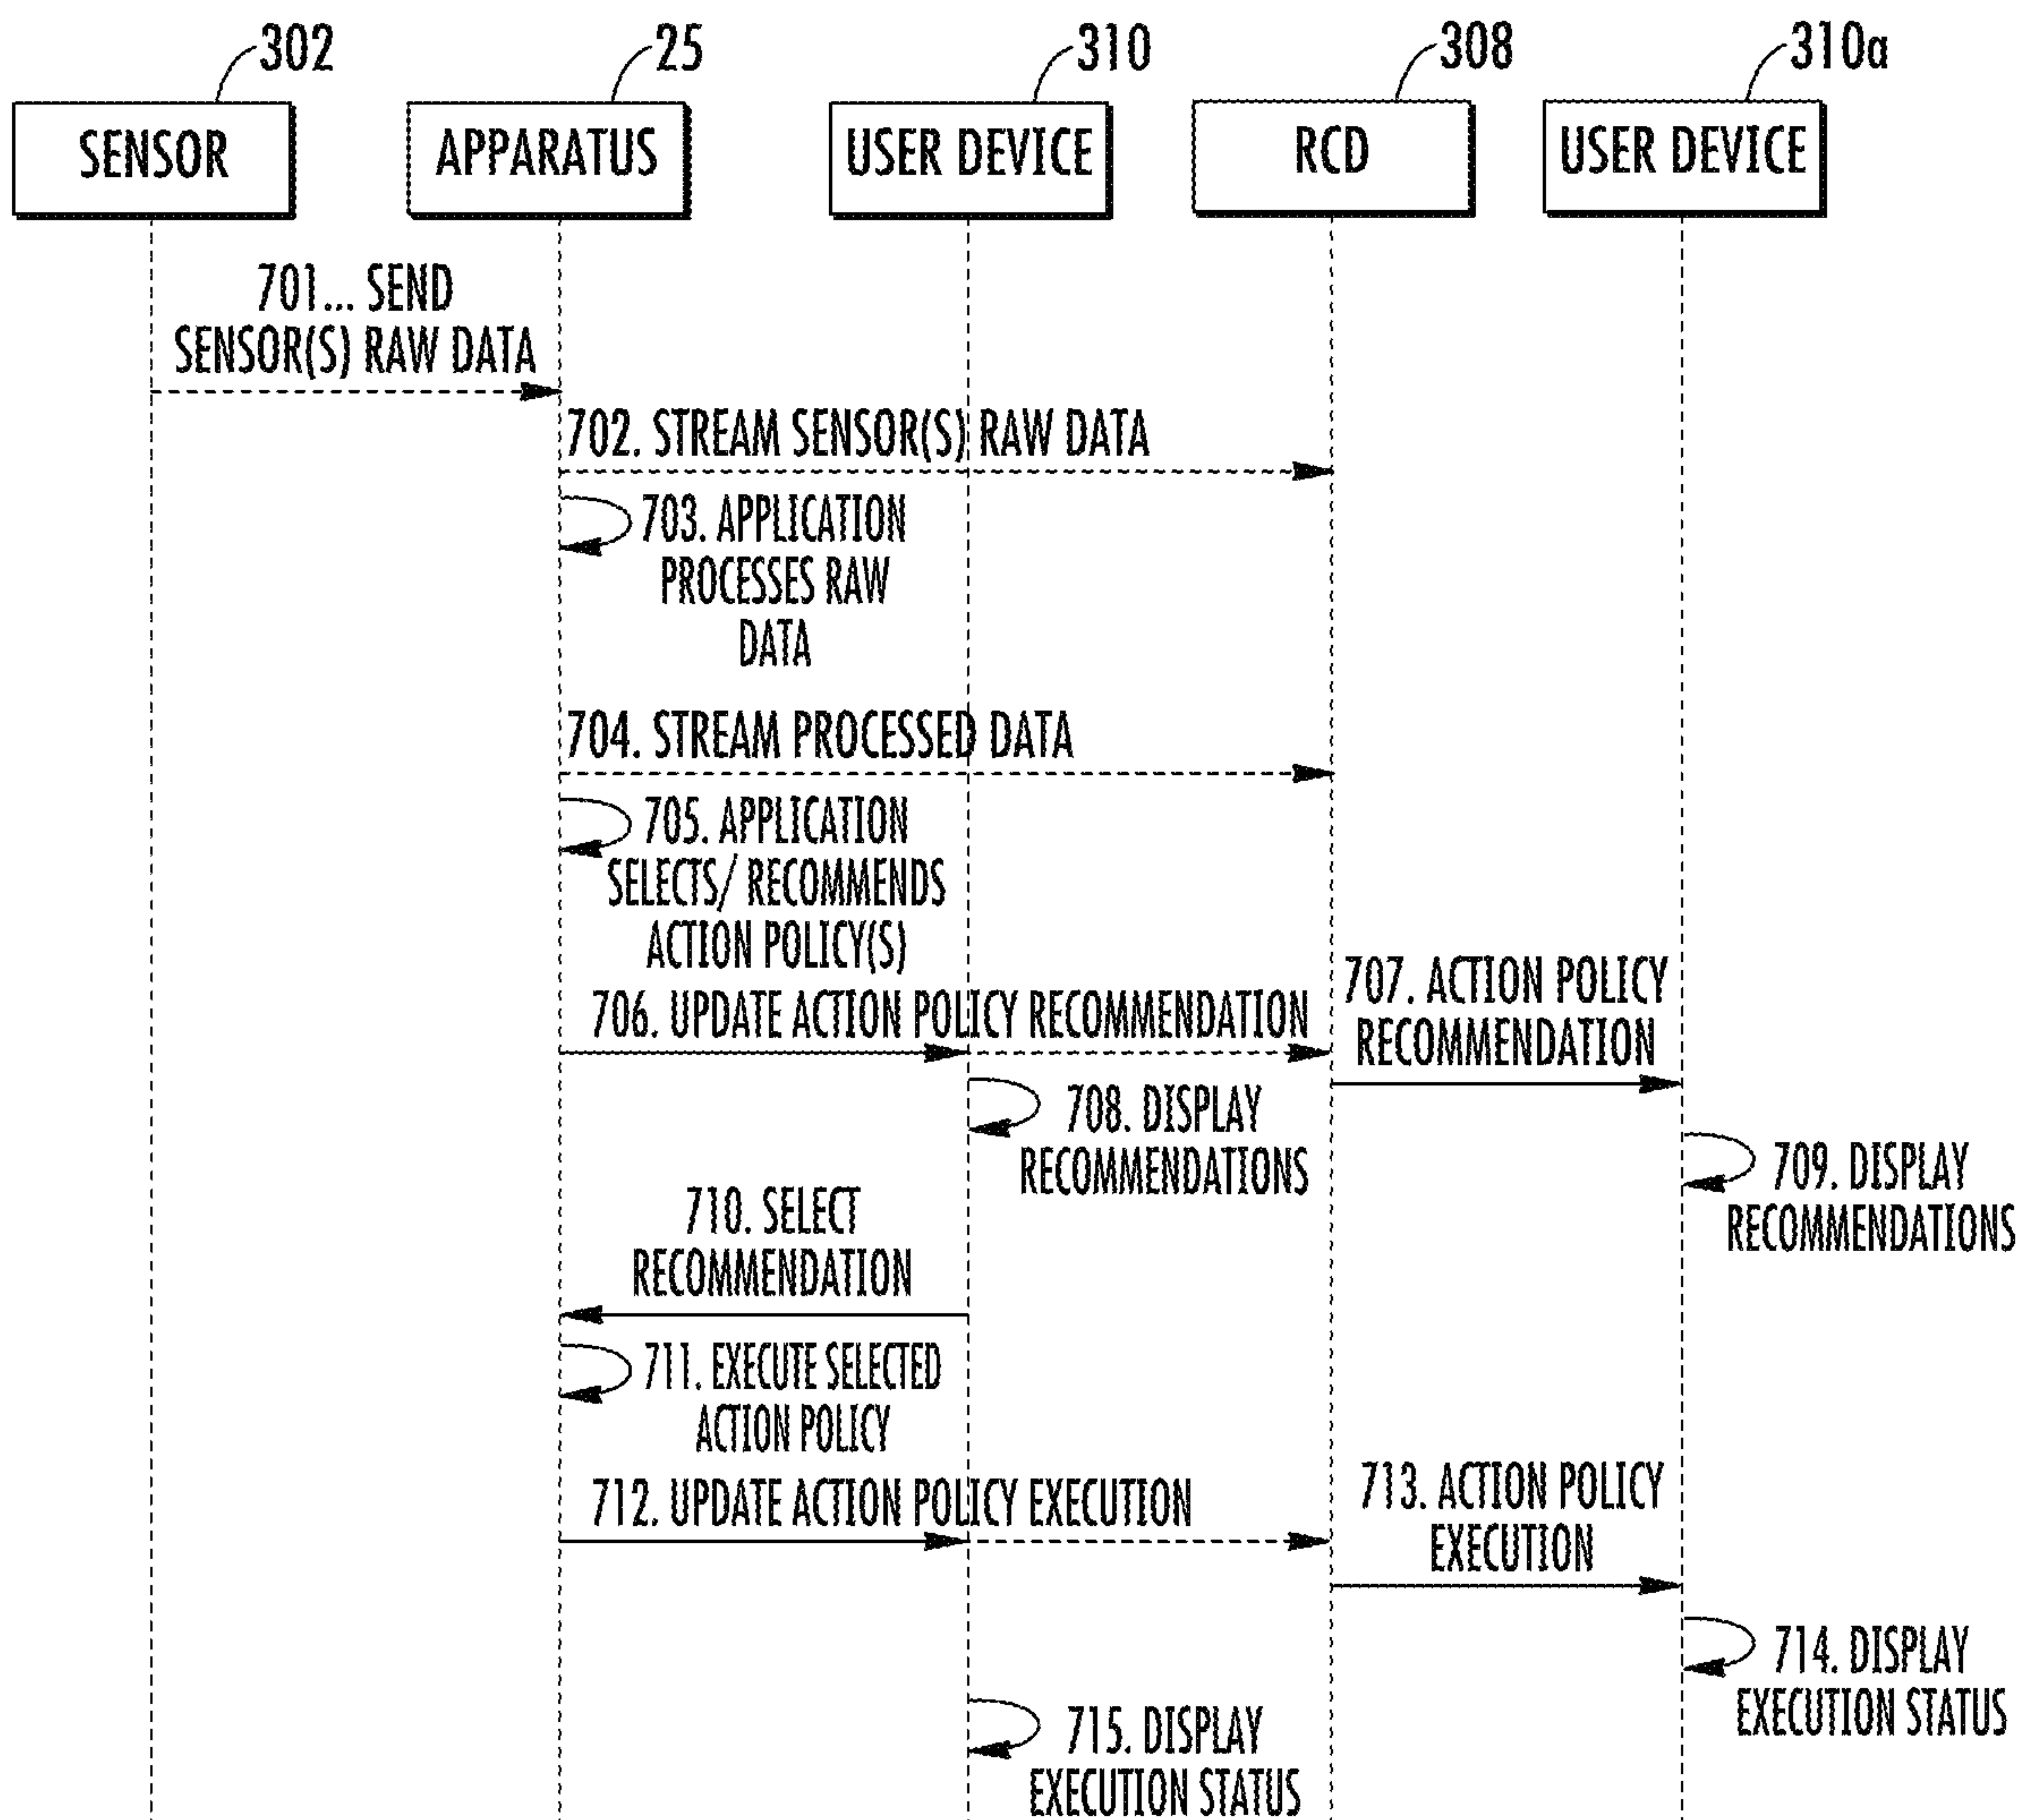 302
25
310
308
310a
SENSOR
APPARATUS
USER DEVICE
RCD
USER DEVICE
701... SEND
SENSOR(S) RAW DATA
702. STREAM SENSOR(S) RAW DATA
703. APPLICATION
PROCESSES RAW
DATA
704. STREAM PROCESSED DATA
705. APPLICATION
SELECTS/ RECOMMENDS
ACTION POLICY(S)
706. UPDATE ACTION POLICY RECOMMENDATION
707. ACTION POLICY
RECOMMENDATION
708. DISPLAY
RECOMMENDATIONS
709. DISPLAY
RECOMMENDATIONS
710. SELECT
RECOMMENDATION
711. EXECUTE SELECTED
ACTION POLICY
712. UPDATE ACTION POLICY EXECUTION
713. ACTION POLICY
EXECUTION
714. DISPLAY
EXECUTION STATUS
715. DISPLAY
EXECUTION STATUS